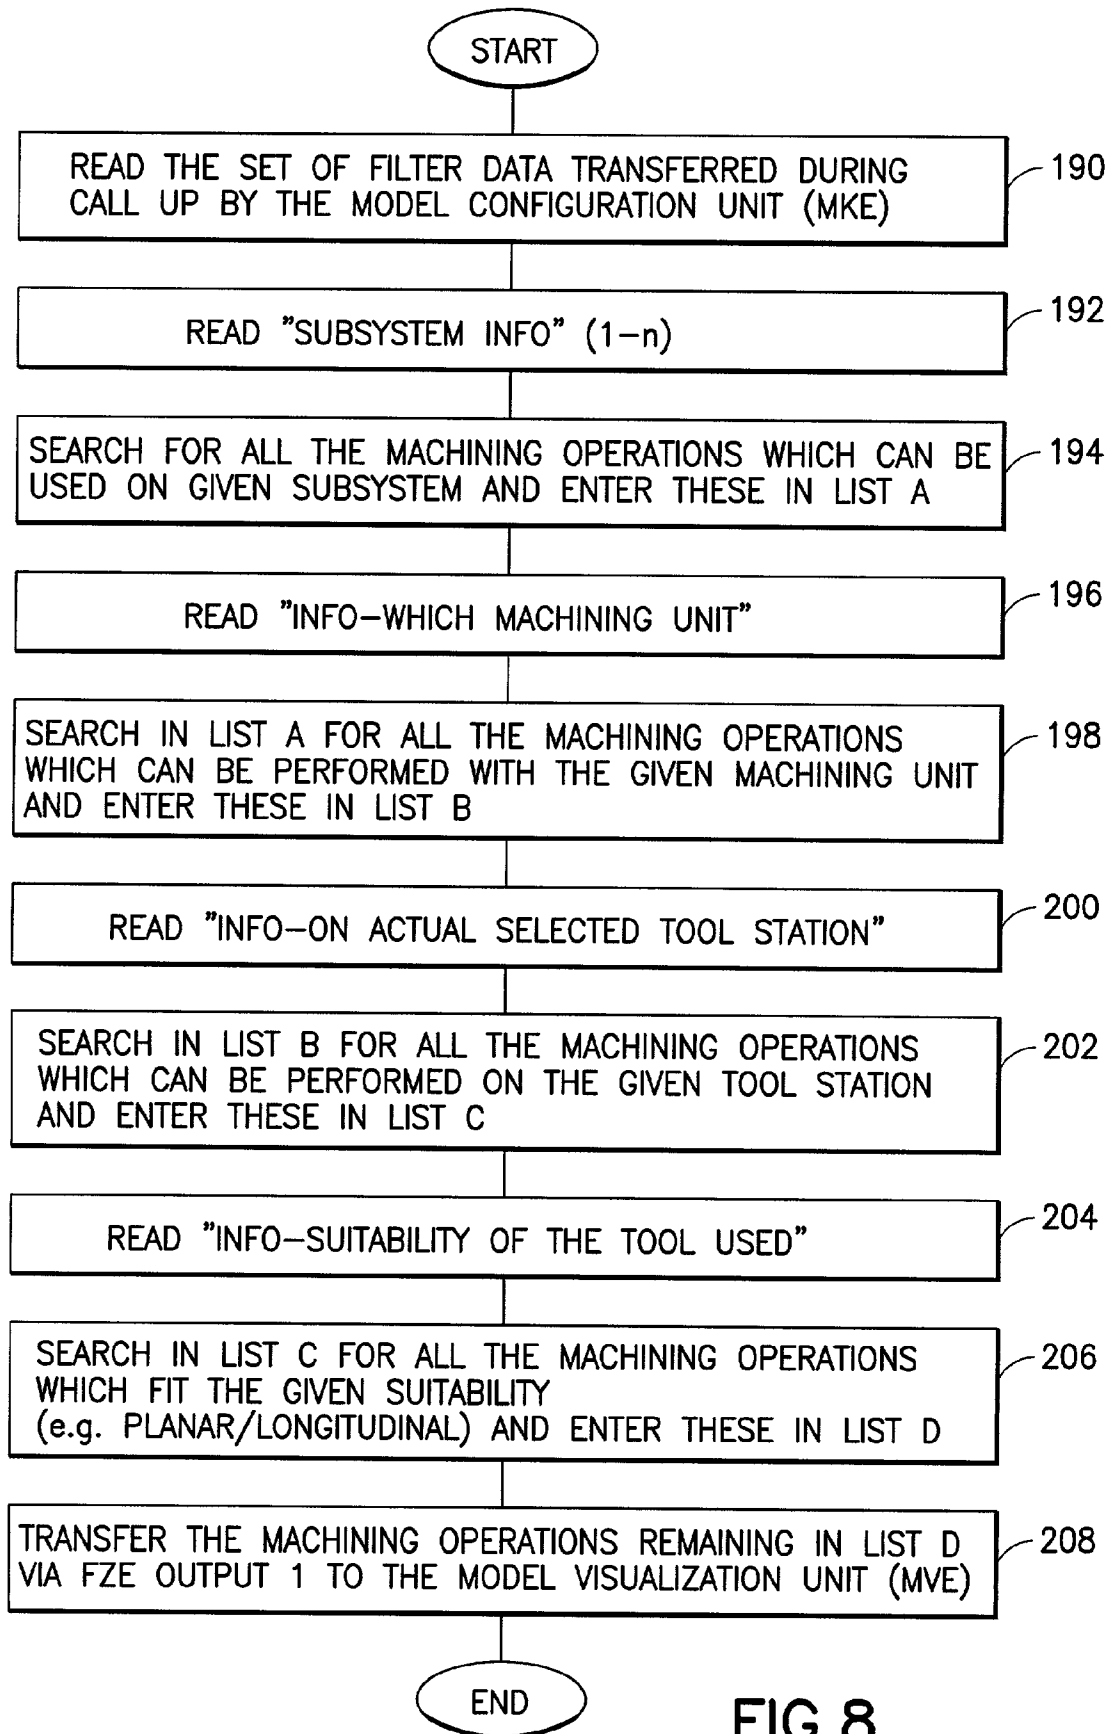 START
READ THE SET OF FILTER DATA TRANSFERRED DURING
CALL UP BY THE MODEL CONFIGURATION UNIT (MKE)
190
READ "SUBSYSTEM INFO" (1-n)
192
SEARCH FOR ALL THE MACHINING OPERATIONS WHICH CAN BE
USED ON GIVEN SUBSYSTEM AND ENTER THESE IN LIST A
194
READ "INFO-WHICH MACHINING UNIT"
196
SEARCH IN LIST A FOR ALL THE MACHINING OPERATIONS
WHICH CAN BE PERFORMED WITH THE GIVEN MACHINING UNIT
AND ENTER THESE IN LIST B
198
READ "INFO-ON ACTUAL SELECTED TOOL STATION"
200
SEARCH IN LIST B FOR ALL THE MACHINING OPERATIONS
WHICH CAN BE PERFORMED ON THE GIVEN TOOL STATION
AND ENTER THESE IN LIST C
202
READ "INFO-SUITABILITY OF THE TOOL USED"
204
SEARCH IN LIST C FOR ALL THE MACHINING OPERATIONS
WHICH FIT THE GIVEN SUITABILITY
(e.g. PLANAR/LONGITUDINAL) AND ENTER THESE IN LIST D
206
TRANSFER THE MACHINING OPERATIONS REMAINING IN LIST D
VIA FZE OUTPUT 1 TO THE MODEL VISUALIZATION UNIT (MVE)
208
END
FIG.8